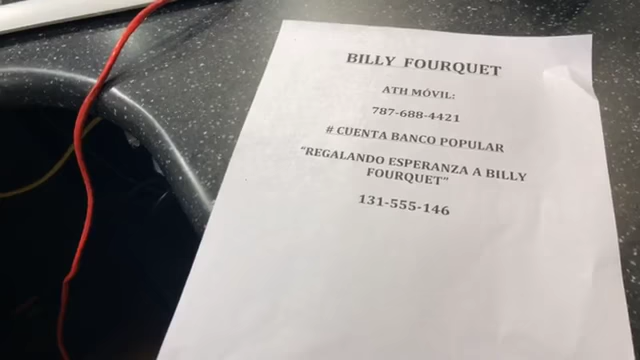 BILLY FOURQUET
ATH MÓVIL:
787-688-4421
# CUENTA BANCO POPULAR
“REGALANDO ESPERANZA A BILLY
FOURQUET”
131-555-146